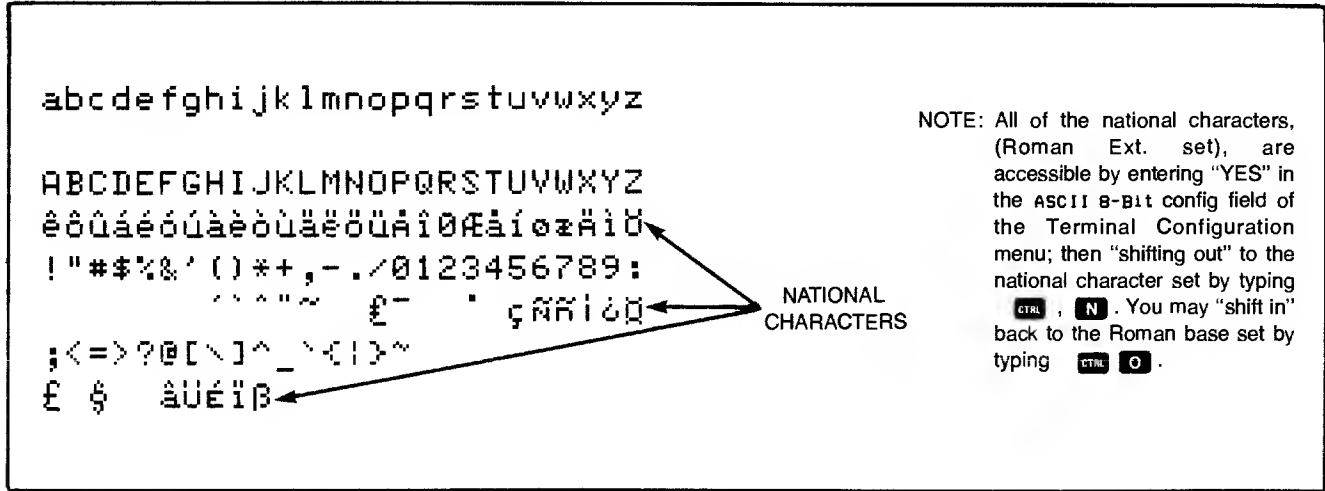 abcdefghijklmnopqrstuvwxyz
ABCDEFGHIJKLMNOPQRSTUVWXYZ
êôûáéóúàèòùäëöüÅîØÆåíøæÄìÖ
!"#$%&'()*+,-./0123456789:
´`^¨~ £¯ ° çÑñ¡¿¤
;<=>?@[\]^_`{|}~
£ § âÜÉïβ
NATIONAL
CHARACTERS
NOTE: All of the national characters,
(Roman Ext. set), are
accessible by entering "YES" in
the ASCII 8-Bit config field of
the Terminal Configuration
menu; then "shifting out" to the
national character set by typing
CTRL , N . You may "shift in"
back to the Roman base set by
typing CTRL O .